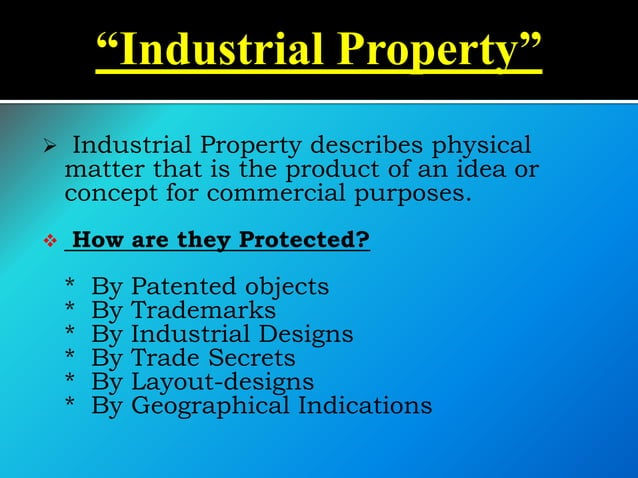 “Industrial Property”
➢ Industrial Property describes physical
matter that is the product of an idea or
concept for commercial purposes.
❖ How are they Protected?
* By Patented objects
* By Trademarks
* By Industrial Designs
* By Trade Secrets
* By Layout-designs
* By Geographical Indications